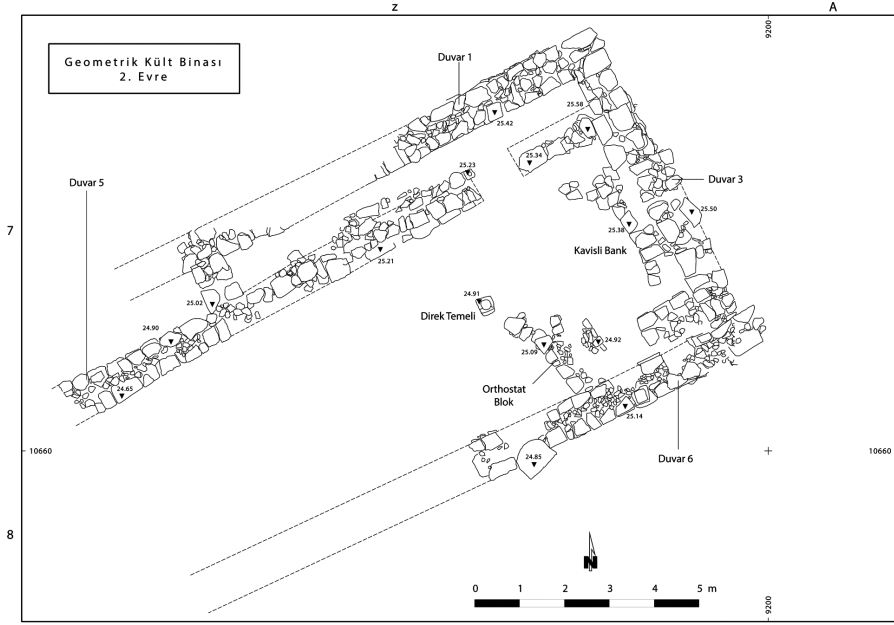 z
A
9200
Geometrik Kült Binası
2. Evre
Duvar 1
25.58
25.42
25.34
25.23
Duvar 3
Duvar 5
25.50
7
25.38
Kavisli Bank
25.21
25.02
24.91
Direk Temeli
24.90
24.92
25.09
24.65
Orthostat
Blok
25.14
10660
24.85
Duvar 6
10660
8
N
0 1 2 3 4 5 m
9200